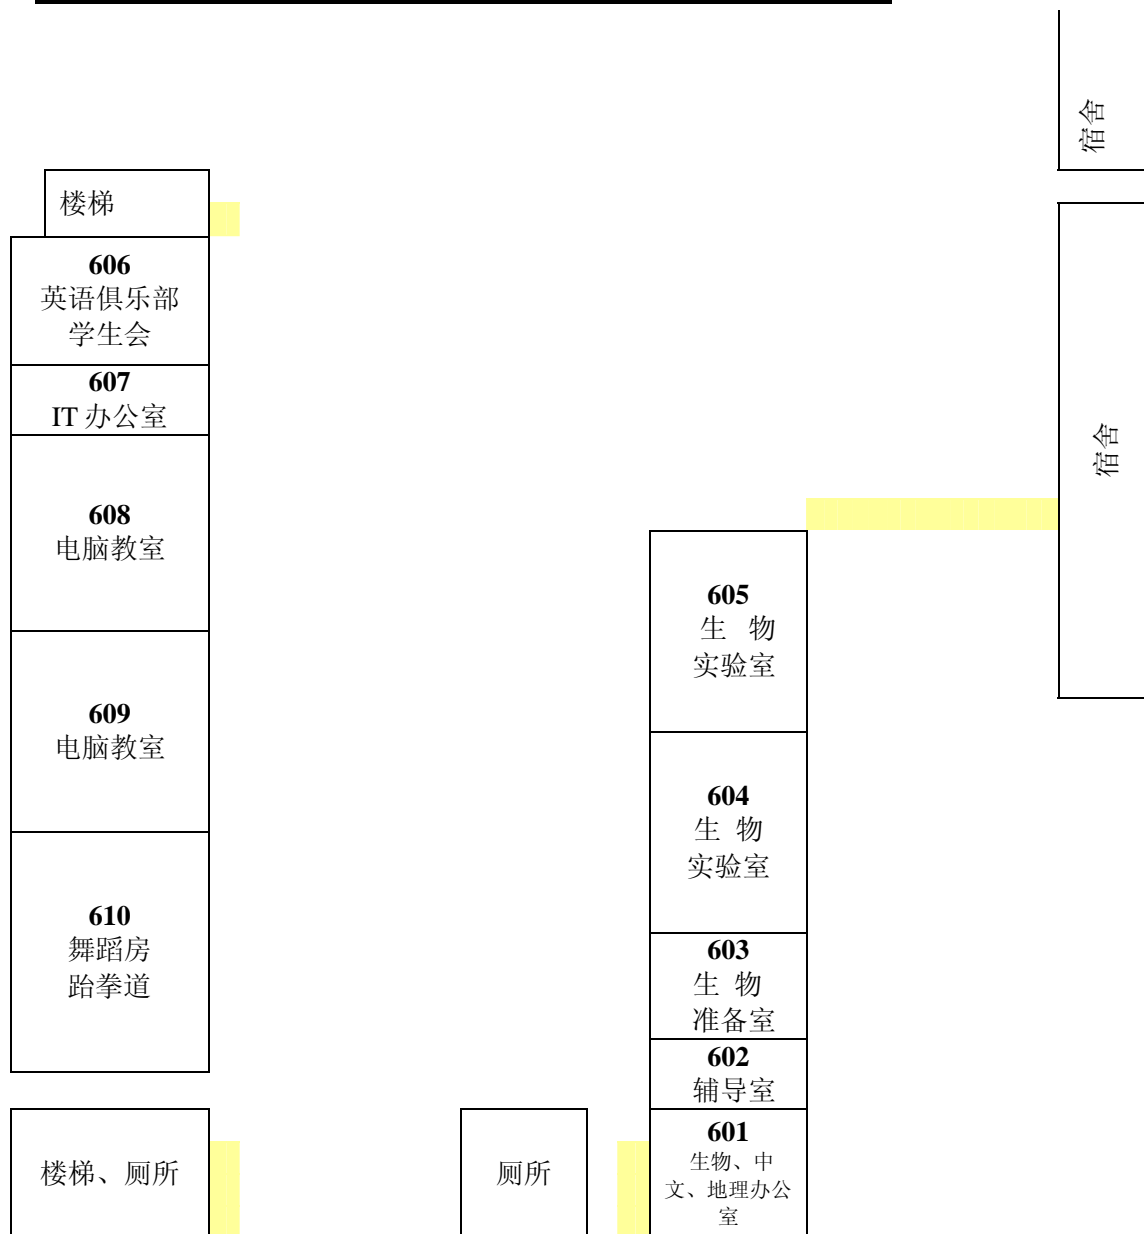 宿舍
楼梯
606
英语俱乐部
学生会
607
IT 办公室
608
电脑教室
609
电脑教室
610
舞蹈房
跆拳道
楼梯、厕所
厕所
宿舍
605
生 物
实验室
604
生 物
实验室
603
生 物
准备室
602
辅导室
601
生物、中
文、地理办公
室